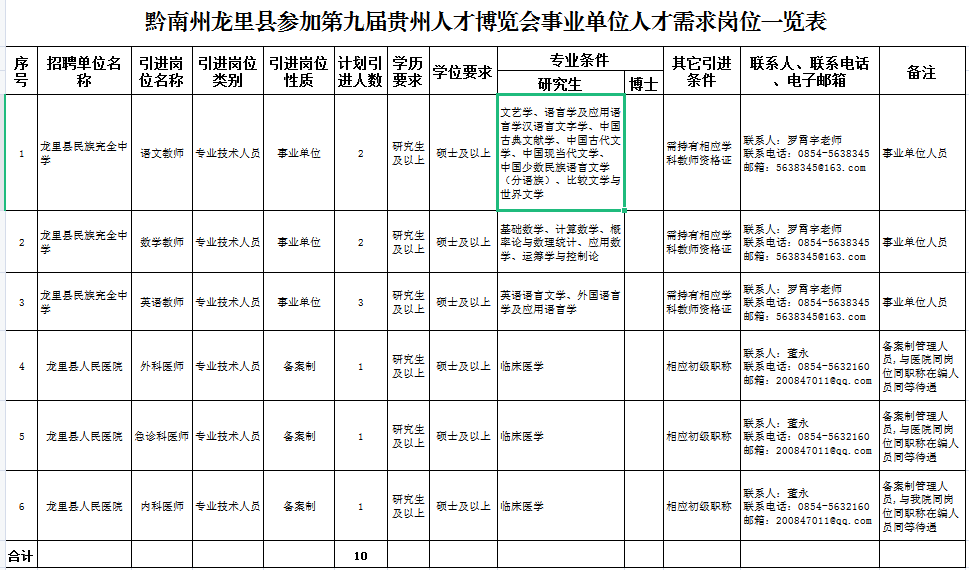 黔南州龙里县参加第九届贵州人才博览会事业单位人才需求岗位一览表
序号 招聘单位名称 引进岗位名称 引进岗位类别 引进岗位性质 计划引进人数 学历要求 学位要求 专业条件 其它引进条件 联系人、联系电话、电子邮箱 备注
研究生 博士
1 龙里县民族完全中学 语文教师 专业技术人员 事业单位 2 研究生及以上 硕士及以上 文艺学、语言学及应用语言学汉语言文字学、中国古典文献学、中国古代文学、中国现当代文学、中国少数民族语言文学（分语族）、比较文学与世界文学 需持有相应学科教师资格证 联系人：罗霄宇老师 联系电话：0854-5638345 邮箱：5638345@163.com 事业单位人员
2 龙里县民族完全中学 数学教师 专业技术人员 事业单位 2 研究生及以上 硕士及以上 基础数学、计算数学、概率论与数理统计、应用数学、运筹学与控制论 需持有相应学科教师资格证 联系人：罗霄宇老师 联系电话：0854-5638345 邮箱：5638345@163.com 事业单位人员
3 龙里县民族完全中学 英语教师 专业技术人员 事业单位 3 研究生及以上 硕士及以上 英语语言文学、外国语言学及应用语言学 需持有相应学科教师资格证 联系人：罗霄宇老师 联系电话：0854-5638345 邮箱：5638345@163.com 事业单位人员
4 龙里县人民医院 外科医师 专业技术人员 备案制 1 研究生及以上 硕士及以上 临床医学 相应初级职称 联系人：董永 联系电话：0854-5632160 邮箱：200847011@qq.com 备案制管理人员,与医院同岗位同职称在编人员同等待通
5 龙里县人民医院 急诊科医师 专业技术人员 备案制 1 研究生及以上 硕士及以上 临床医学 相应初级职称 联系人：董永 联系电话：0854-5632160 邮箱：200847011@qq.com 备案制管理人员,与医院同岗位同职称在编人员同等待通
6 龙里县人民医院 内科医师 专业技术人员 备案制 1 研究生及以上 硕士及以上 临床医学 相应初级职称 联系人：董永 联系电话：0854-5632160 邮箱：200847011@qq.com 备案制管理人员,与我院同岗位同职称在编人员同等待通
合计 10